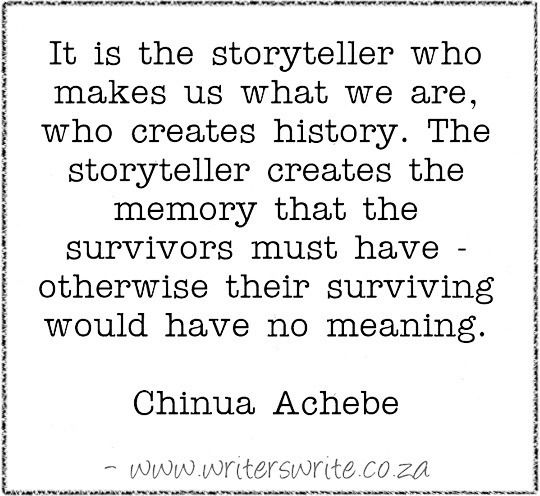 It is the storyteller who
makes us what we are,
who creates history. The
storyteller creates the
memory that the
survivors must have -
otherwise their surviving
would have no meaning.
Chinua Achebe
- www.writerswrite.co.za